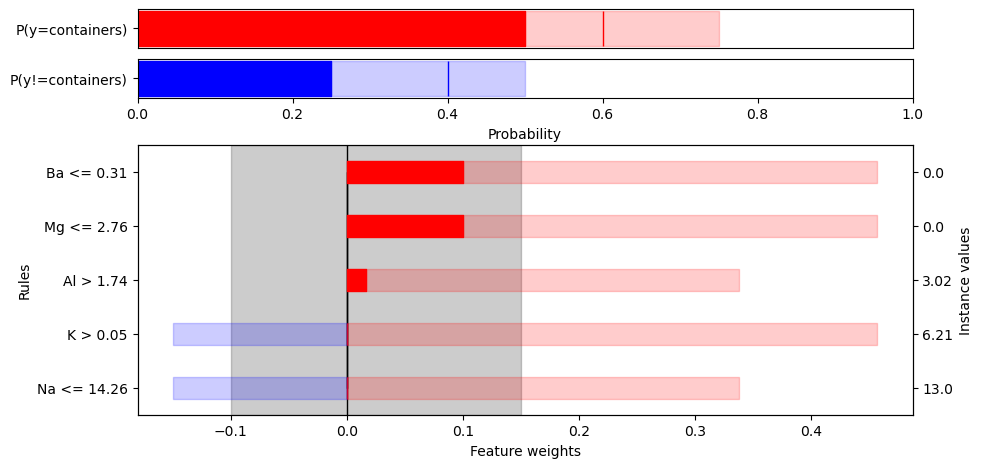 P(y=containers)
P(y!=containers)
0.0 0.2 0.4 0.6 0.8 1.0
Probability
Ba <= 0.31 0.0
Mg <= 2.76 0.0
Al > 1.74 3.02
K > 0.05 6.21
Na <= 14.26 13.0
Rules
Instance values
−0.1 0.0 0.1 0.2 0.3 0.4
Feature weights